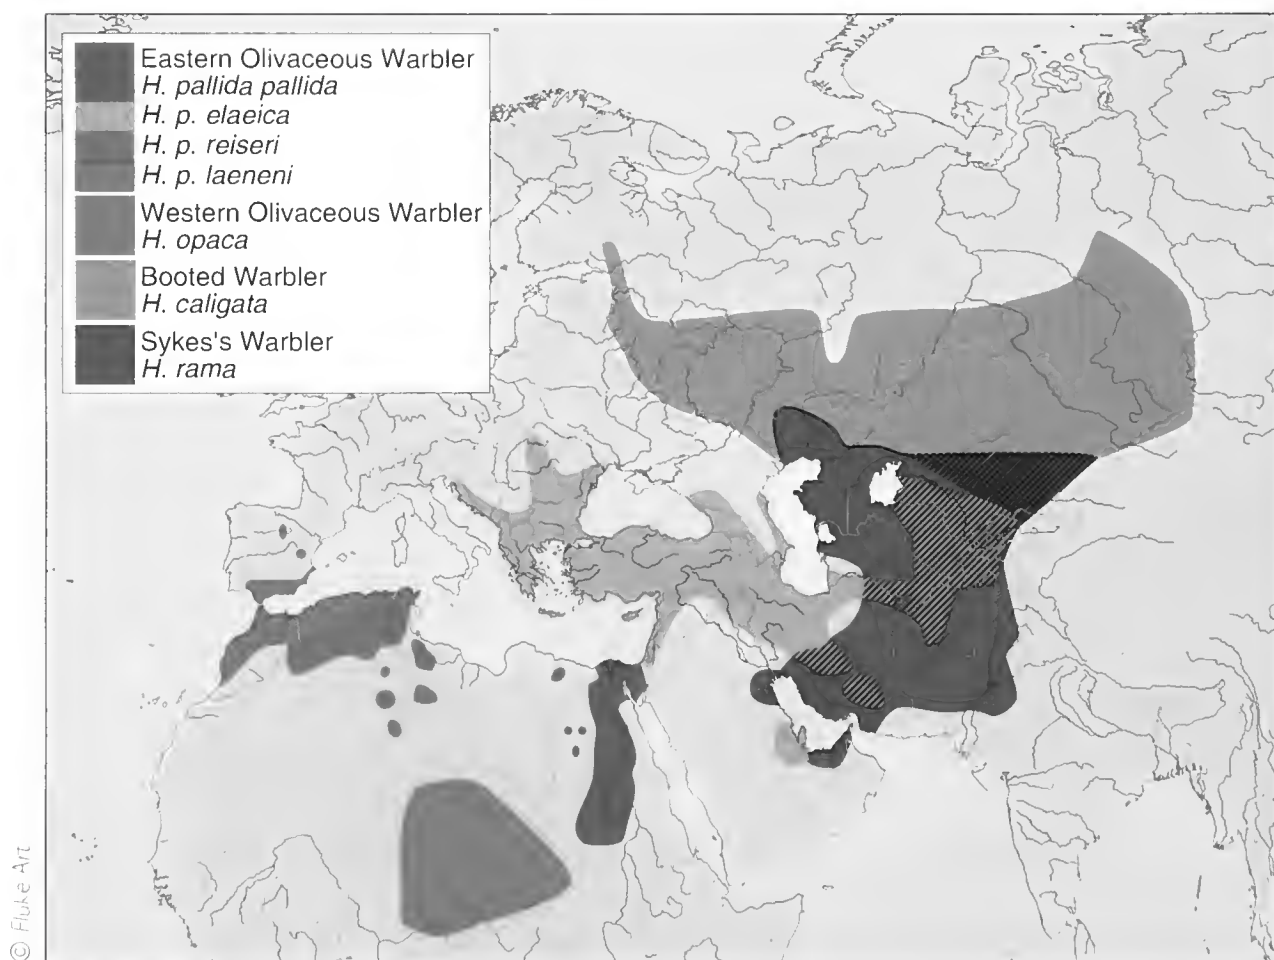 Eastern Olivaceous Warbler
H. pallida pallida
H. p. elaeica
H. p. reiseri
H. p. laeneni
Western Olivaceous Warbler
H. opaca
Booted Warbler
H. caligata
Sykes's Warbler
H. rama
© Fluke Art